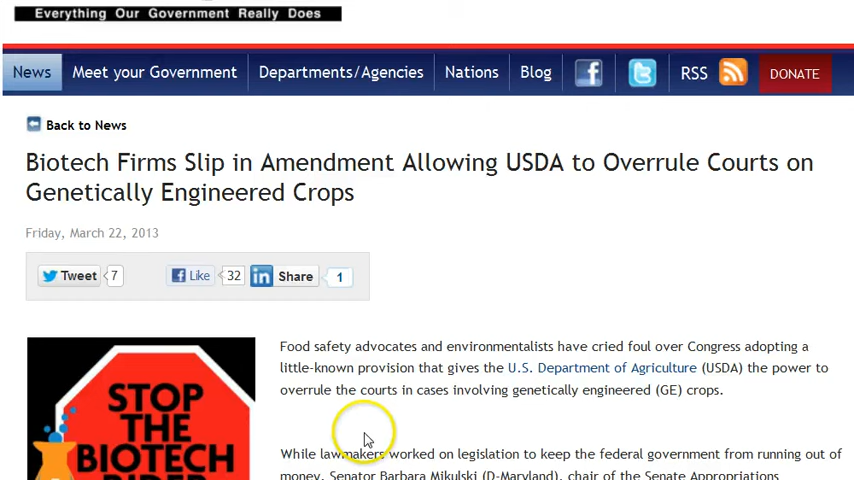 Everything Our Government Really Does
News Meet your Government Departments/Agencies Nations Blog f t RSS DONATE
Back to News
Biotech Firms Slip in Amendment Allowing USDA to Overrule Courts on
Genetically Engineered Crops
Friday, March 22, 2013
Tweet 7 f Like 32 in Share 1
Food safety advocates and environmentalists have cried foul over Congress adopting a
little-known provision that gives the U.S. Department of Agriculture (USDA) the power to
overrule the courts in cases involving genetically engineered (GE) crops.
STOP
THE
BIOTECH
RIDER
While lawmakers worked on legislation to keep the federal government from running out of
money, Senator Barbara Mikulski (D-Maryland), chair of the Senate Appropriations